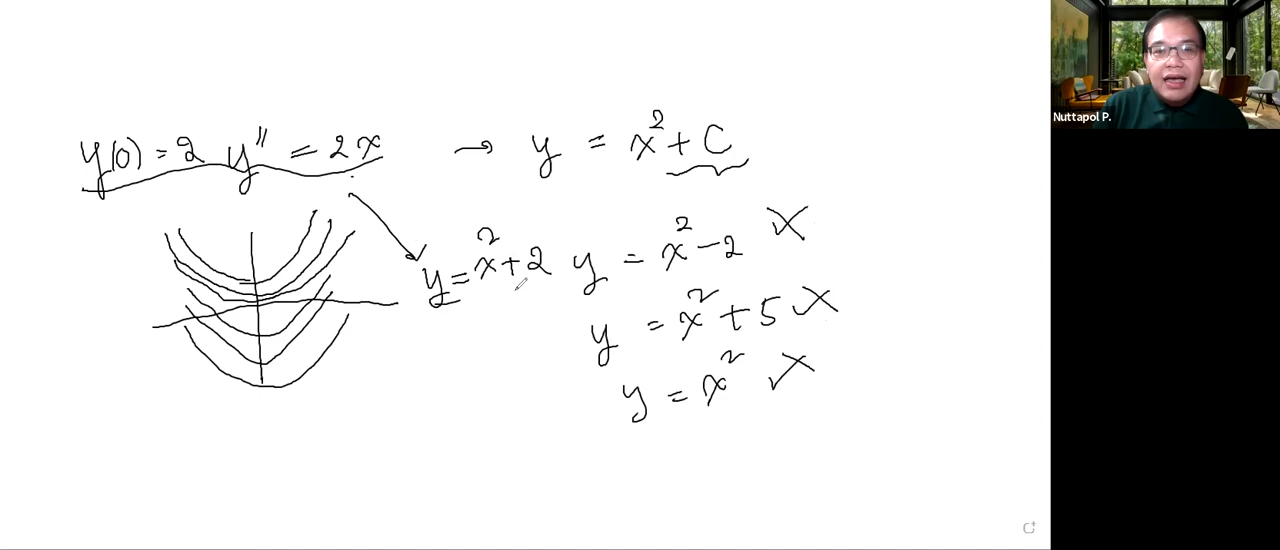 y(0) = 2 y'' = 2x → y = x² + C
y = x² + 2 y = x² - 2 X
y = x² + 5 X
y = x² X
Nuttapol P.